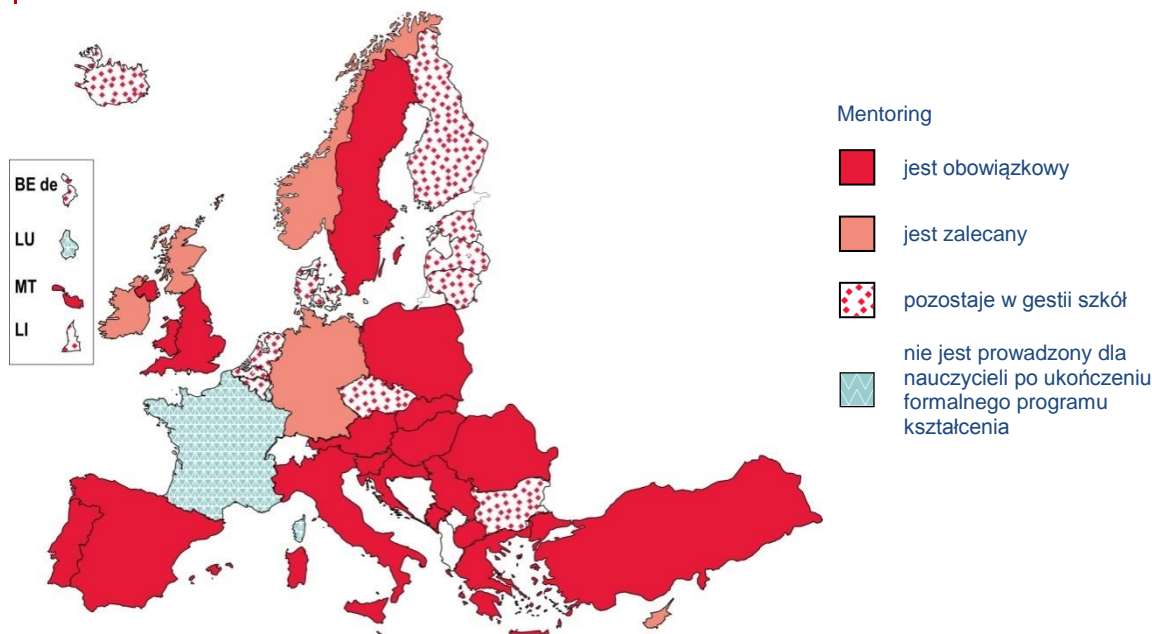 BE de
LU
MT
LI
Mentoring
jest obowiązkowy
jest zalecany
pozostaje w gestii szkół
nie jest prowadzony dla
nauczycieli po ukończeniu
formalnego programu
kształcenia